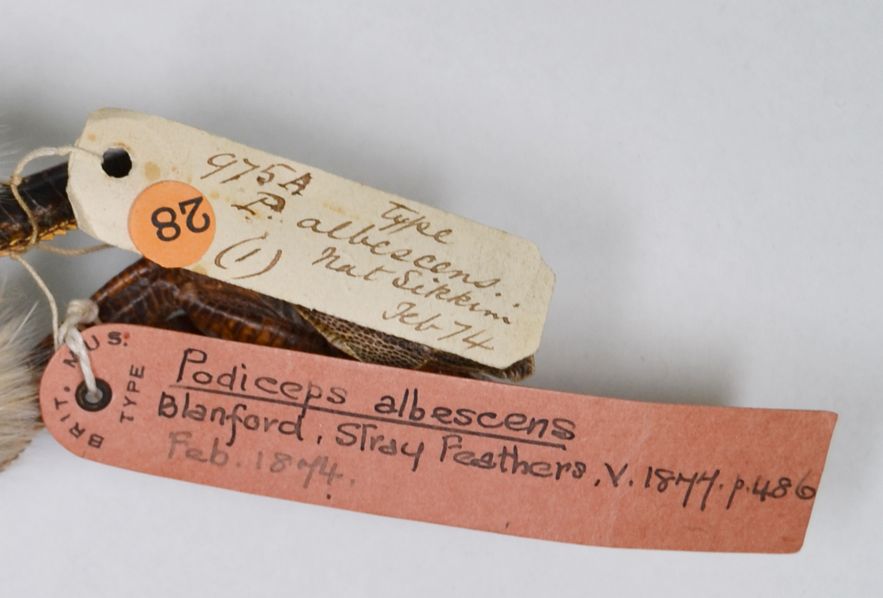 975A
Type
P. albescens.
(1) Nat Sikkim
Feb 74
28
BRIT. MUS.
TYPE
Podiceps albescens
Blanford, Stray Feathers, V. 1877. p. 486
Feb. 1874.